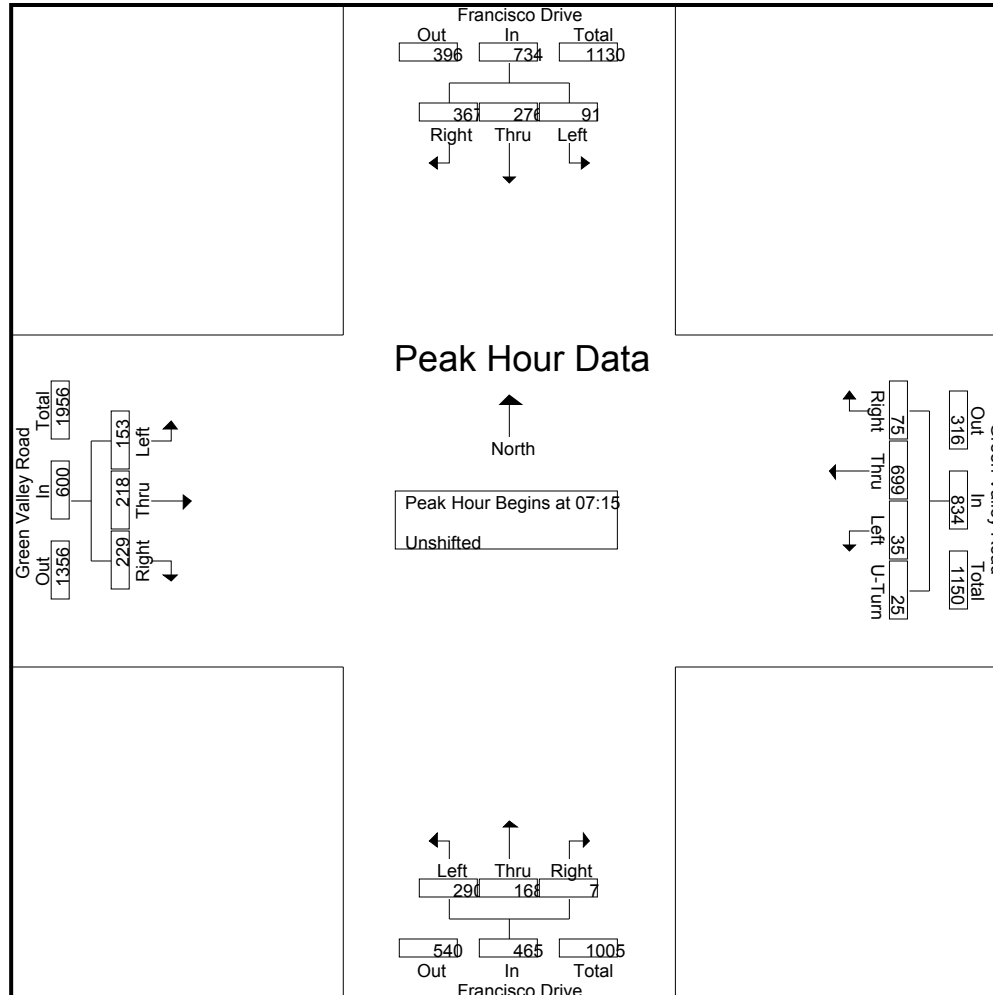 Francisco Drive
Out In Total
396 734 1130
367 276 91
Right Thru Left
Peak Hour Data
North
Peak Hour Begins at 07:15
Unshifted
Green Valley Road
Total In Out
1956 600 1356
153 218 229
Left Thru Right
Right Thru Left U-Turn
75 699 35 25
316 834 1150
Out In Total
Green Valley Road
Left Thru Right
290 168 7
540 465 1005
Out In Total
Francisco Drive